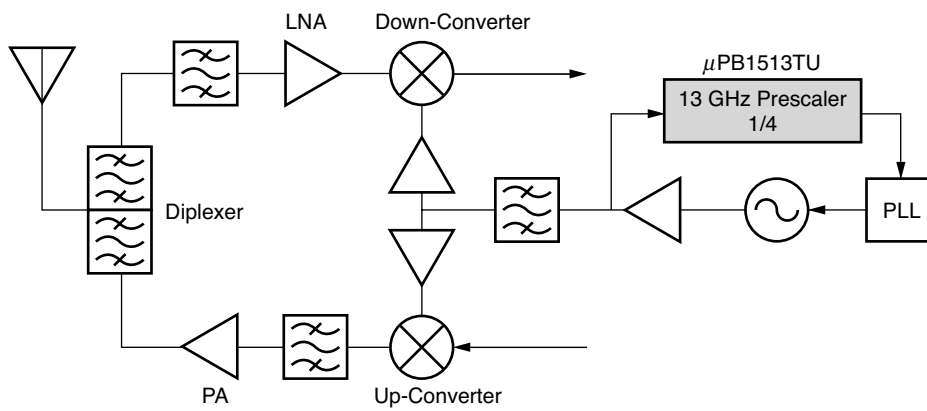 LNA
Down-Converter
μPB1513TU
13 GHz Prescaler
1/4
Diplexer
PLL
PA
Up-Converter